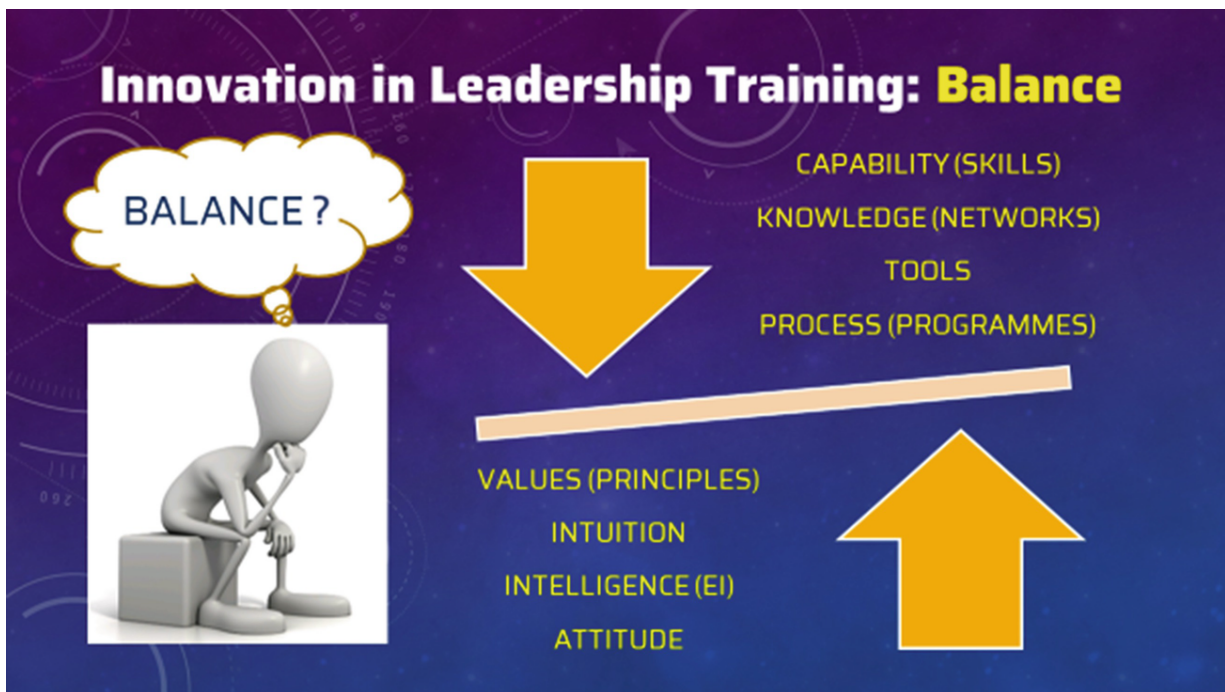 Innovation in Leadership Training: Balance
BALANCE ?
CAPABILITY (SKILLS)
KNOWLEDGE (NETWORKS)
TOOLS
PROCESS (PROGRAMMES)
VALUES (PRINCIPLES)
INTUITION
INTELLIGENCE (EI)
ATTITUDE